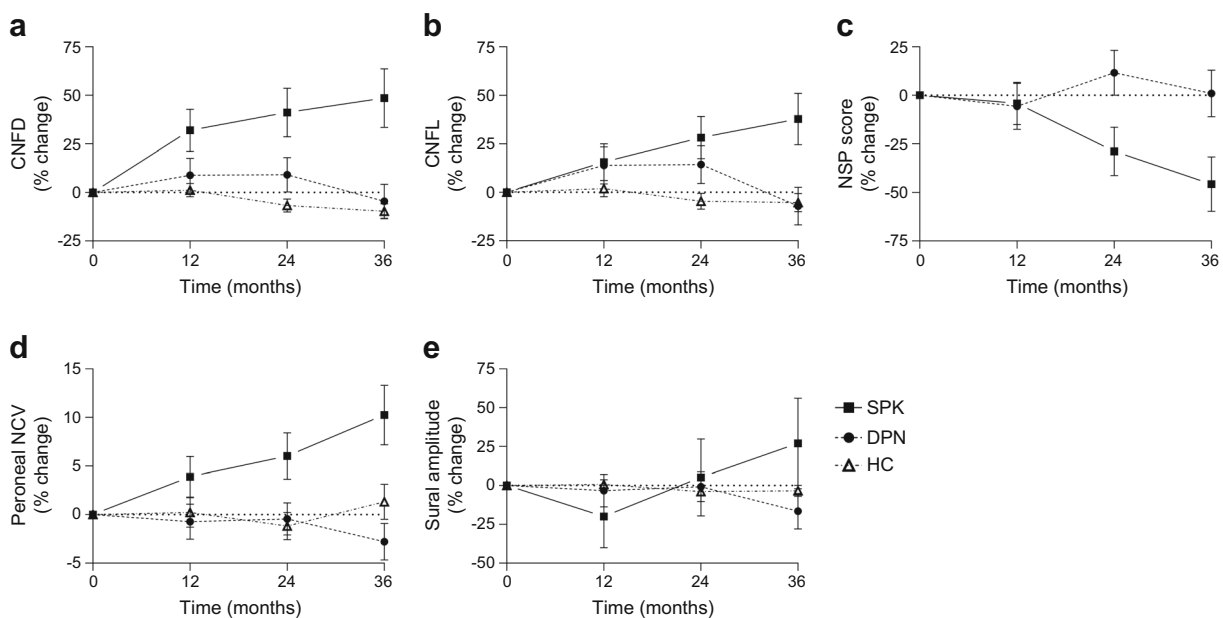 a
CNFD
(% change)
75
50
25
0
-25
0 12 24 36
Time (months)
b
CNFL
(% change)
75
50
25
0
-25
0 12 24 36
Time (months)
c
NSP score
(% change)
25
0
-25
-50
-75
0 12 24 36
Time (months)
d
Peroneal NCV
(% change)
15
10
5
0
-5
0 12 24 36
Time (months)
e
Sural amplitude
(% change)
75
50
25
0
-25
-50
0 12 24 36
Time (months)
SPK
DPN
HC